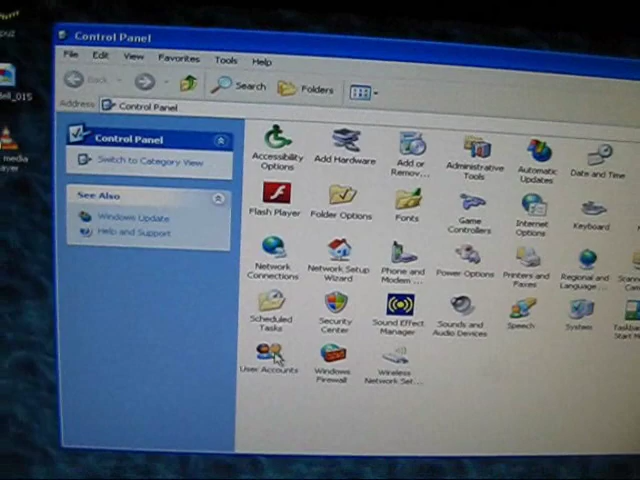 Control Panel
File Edit View Favorites Tools Help
Back Search Folders
Address Control Panel
Control Panel
Switch to Category View
See Also
Windows Update
Help and Support
Accessibility Options
Add Hardware
Add or Remov...
Administrative Tools
Automatic Updates
Date and Time
Flash Player
Folder Options
Fonts
Game Controllers
Internet Options
Keyboard
Network Connections
Network Setup Wizard
Phone and Modem ...
Power Options
Printers and Faxes
Regional and Language ...
Scheduled Tasks
Security Center
Sound Effect Manager
Sounds and Audio Devices
Speech
System
User Accounts
Windows Firewall
Wireless Network Set...
media